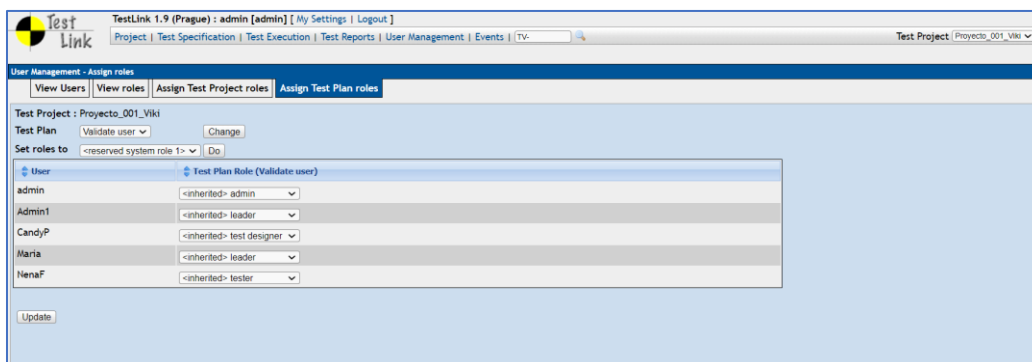 Test Link
TestLink 1.9 (Prague) : admin [admin] [ My Settings | Logout ]
Project | Test Specification | Test Execution | Test Reports | User Management | Events | TV-
Test Project Proyecto_001_Viki
User Management - Assign roles
View Users View roles Assign Test Project roles Assign Test Plan roles
Test Project : Proyecto_001_Viki
Test Plan Validate user Change
Set roles to <reserved system role 1> Do
User Test Plan Role (Validate user)
admin <inherited> admin
Admin1 <inherited> leader
CandyP <inherited> test designer
Maria <inherited> leader
NenaF <inherited> tester
Update